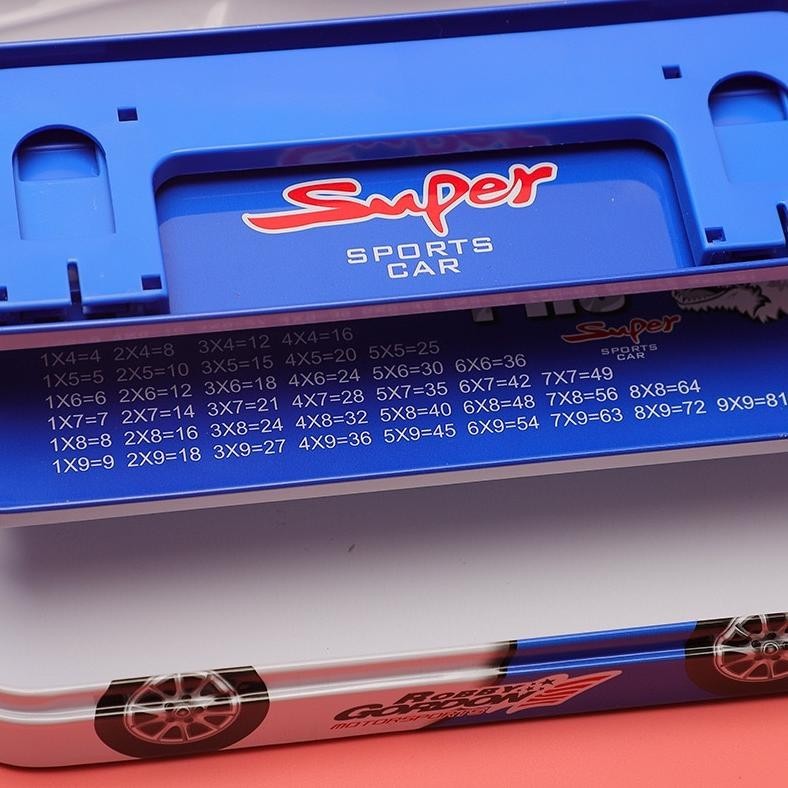 Super
SPORTS
CAR
Super
SPORTS
CAR
1X4=4 2X4=8 3X4=12 4X4=16
1X5=5 2X5=10 3X5=15 4X5=20 5X5=25
1X6=6 2X6=12 3X6=18 4X6=24 5X6=30 6X6=36
1X7=7 2X7=14 3X7=21 4X7=28 5X7=35 6X7=42 7X7=49
1X8=8 2X8=16 3X8=24 4X8=32 5X8=40 6X8=48 7X8=56 8X8=64
1X9=9 2X9=18 3X9=27 4X9=36 5X9=45 6X9=54 7X9=63 8X9=72 9X9=81
ROBBY
GORDON
MOTORSPORTS